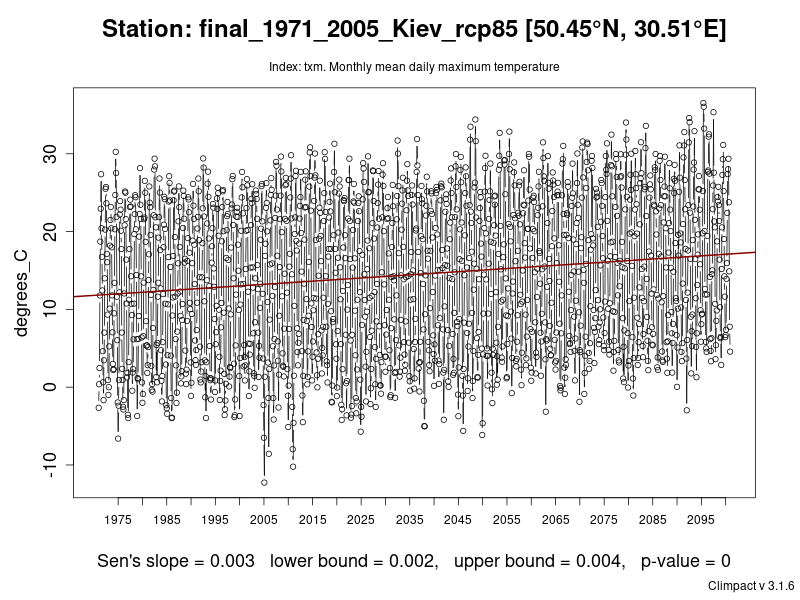 Station: final_1971_2005_Kiev_rcp85 [50.45°N, 30.51°E]
Index: txm. Monthly mean daily maximum temperature
degrees_C
30
20
10
0
-10
1975 1985 1995 2005 2015 2025 2035 2045 2055 2065 2075 2085 2095
Sen's slope = 0.003 lower bound = 0.002, upper bound = 0.004, p-value = 0
Climpact v 3.1.6